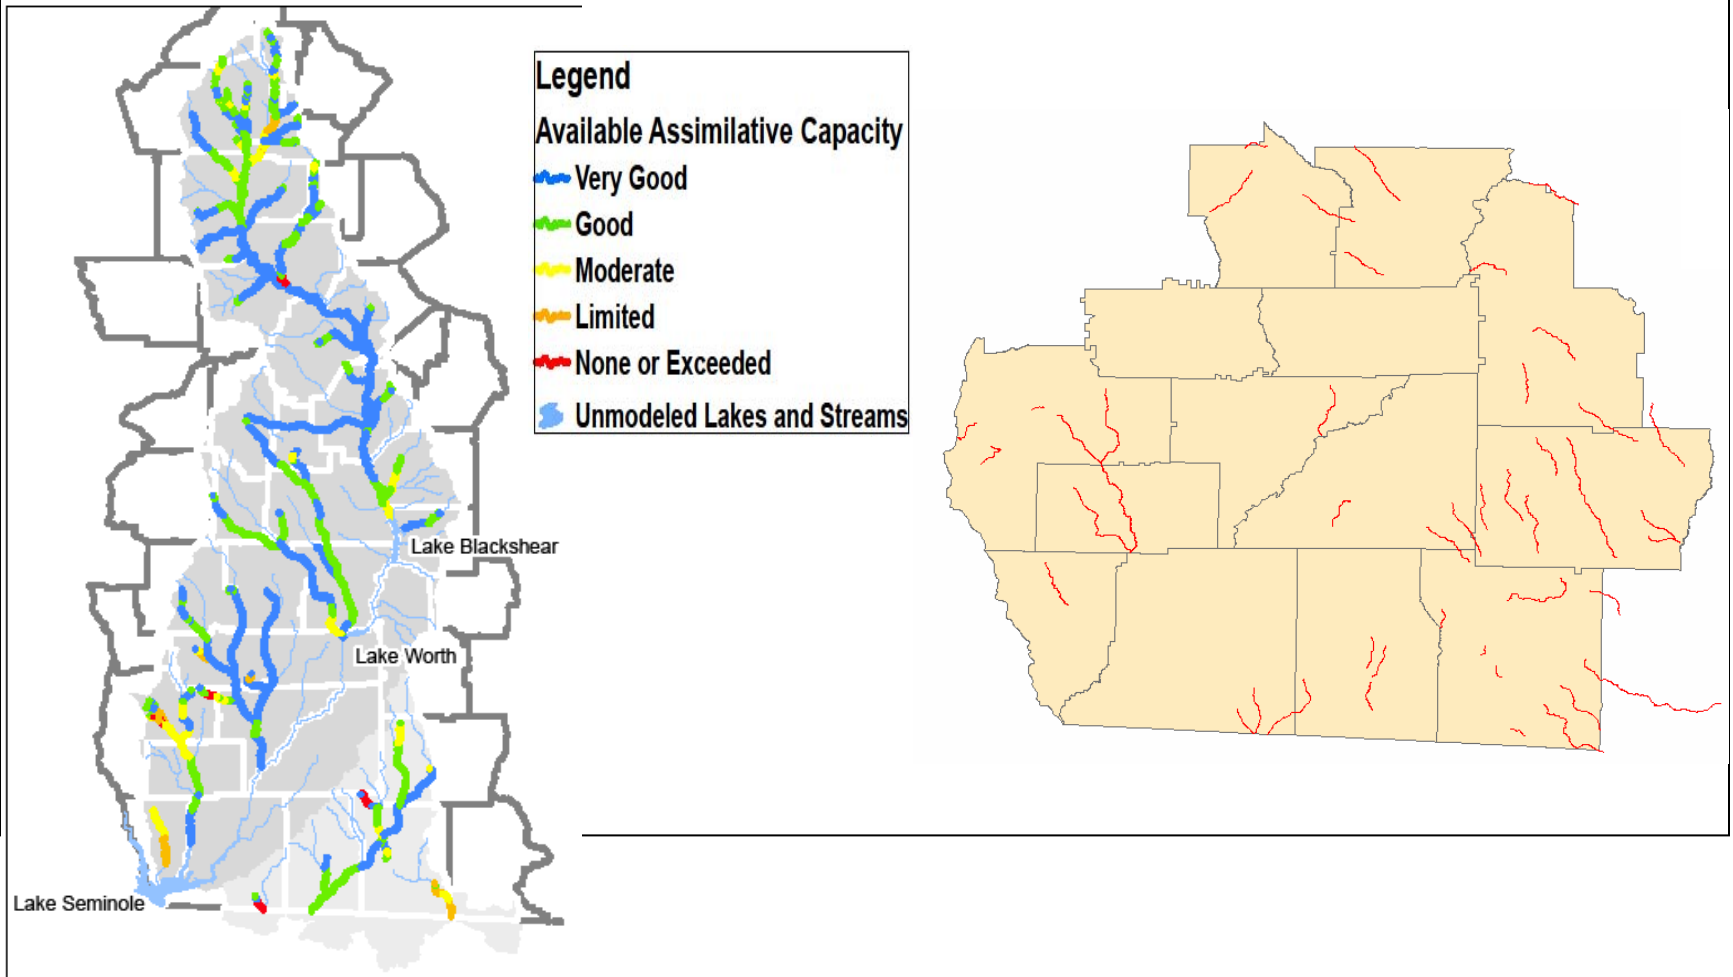 Legend
Available Assimilative Capacity
Very Good
Good
Moderate
Limited
None or Exceeded
Unmodeled Lakes and Streams
Lake Blackshear
Lake Worth
Lake Seminole